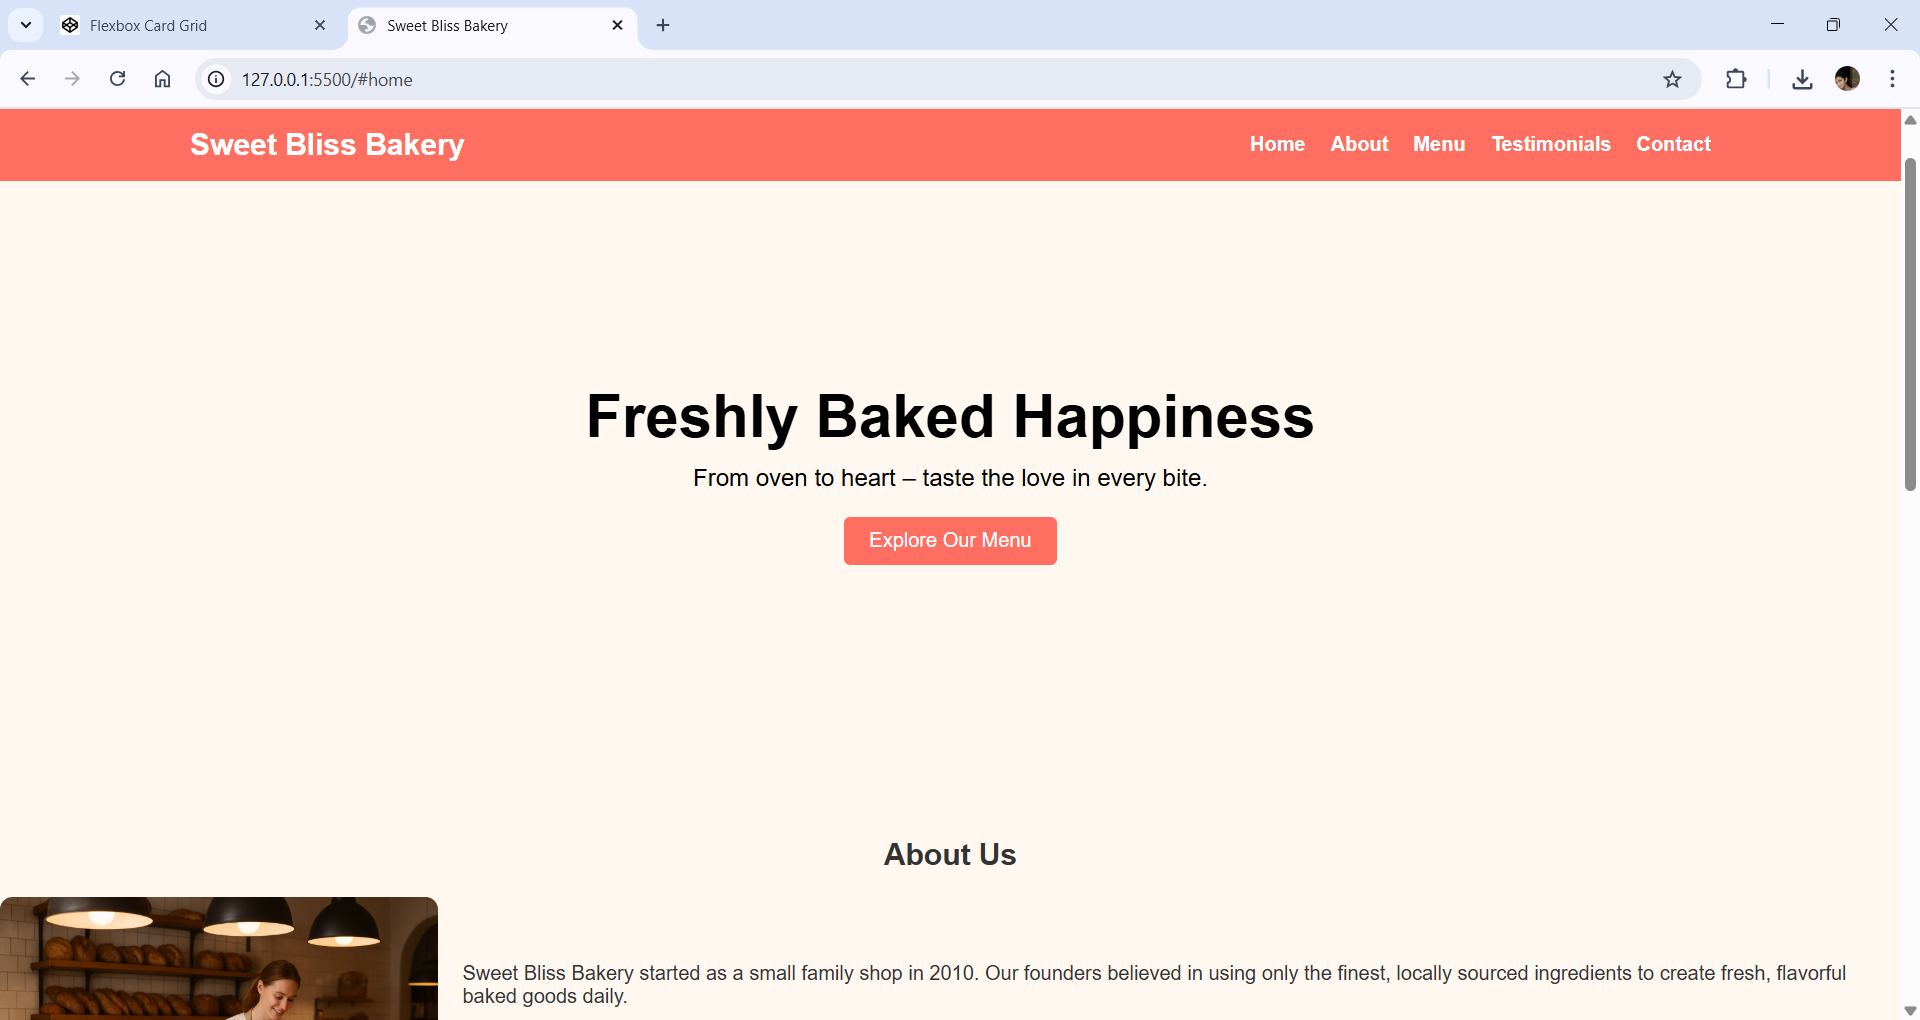 Flexbox Card Grid
Sweet Bliss Bakery
127.0.0.1:5500/#home
Sweet Bliss Bakery
Home About Menu Testimonials Contact
Freshly Baked Happiness
From oven to heart – taste the love in every bite.
Explore Our Menu
About Us
Sweet Bliss Bakery started as a small family shop in 2010. Our founders believed in using only the finest, locally sourced ingredients to create fresh, flavorful
baked goods daily.